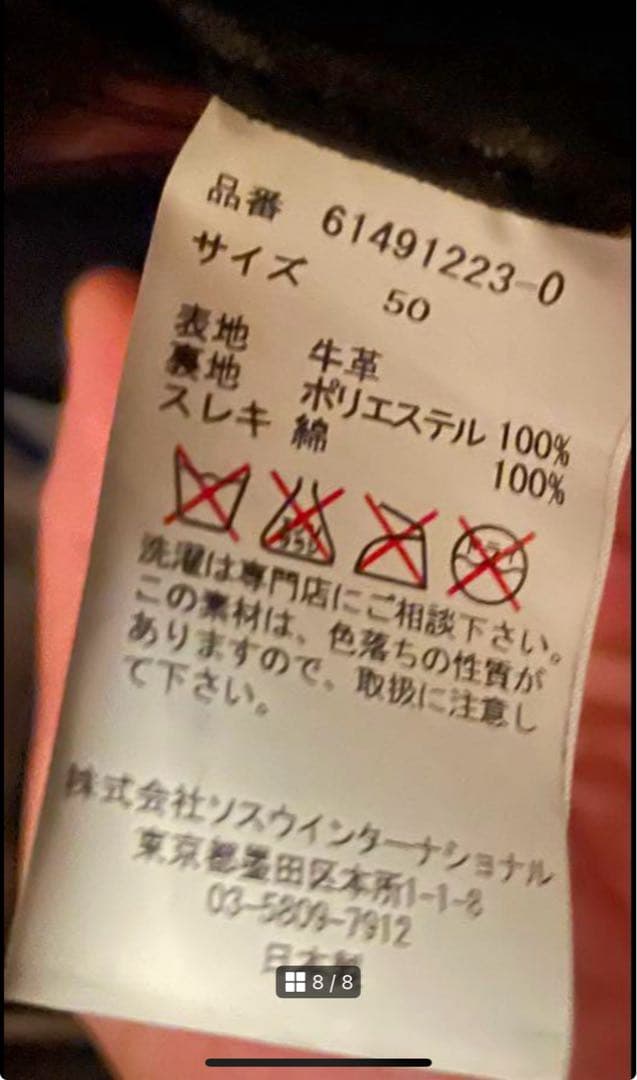 品番 61491223-0
サイズ 50
表地 牛革
裏地 ポリエステル 100%
スレキ 綿 100%
ドライ
洗濯は専門店にご相談下さい。
この素材は、色落ちの性質が
ありますので、取扱に注意し
て下さい。
株式会社ソスウインターナショナル
東京都墨田区本所1-1-8
03-5809-7912
日本製
8 / 8